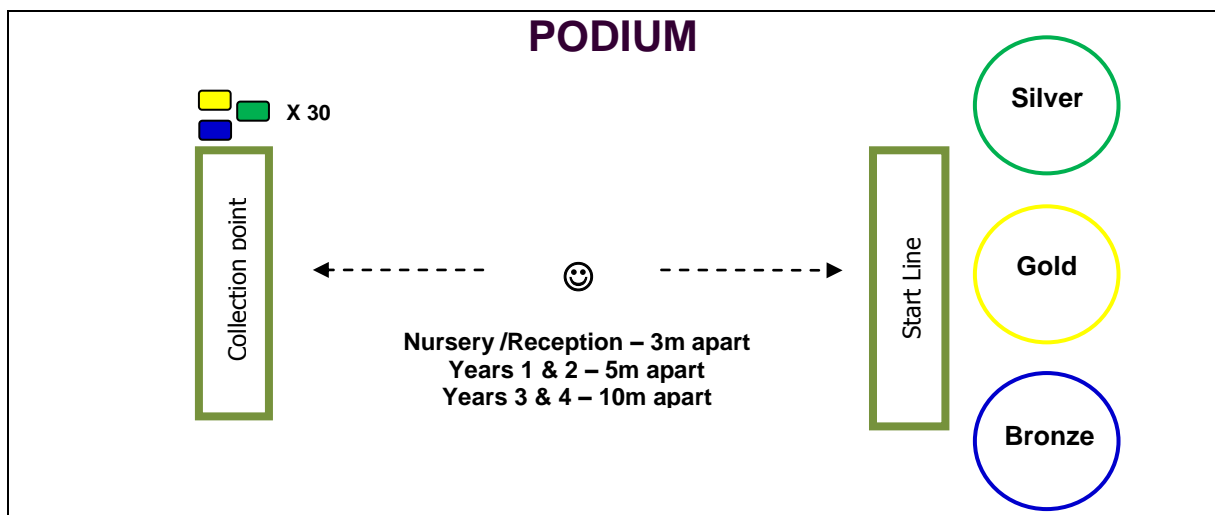 PODIUM
X 30
Silver
Collection point
Start Line
Gold
Nursery /Reception – 3m apart
Years 1 & 2 – 5m apart
Years 3 & 4 – 10m apart
Bronze